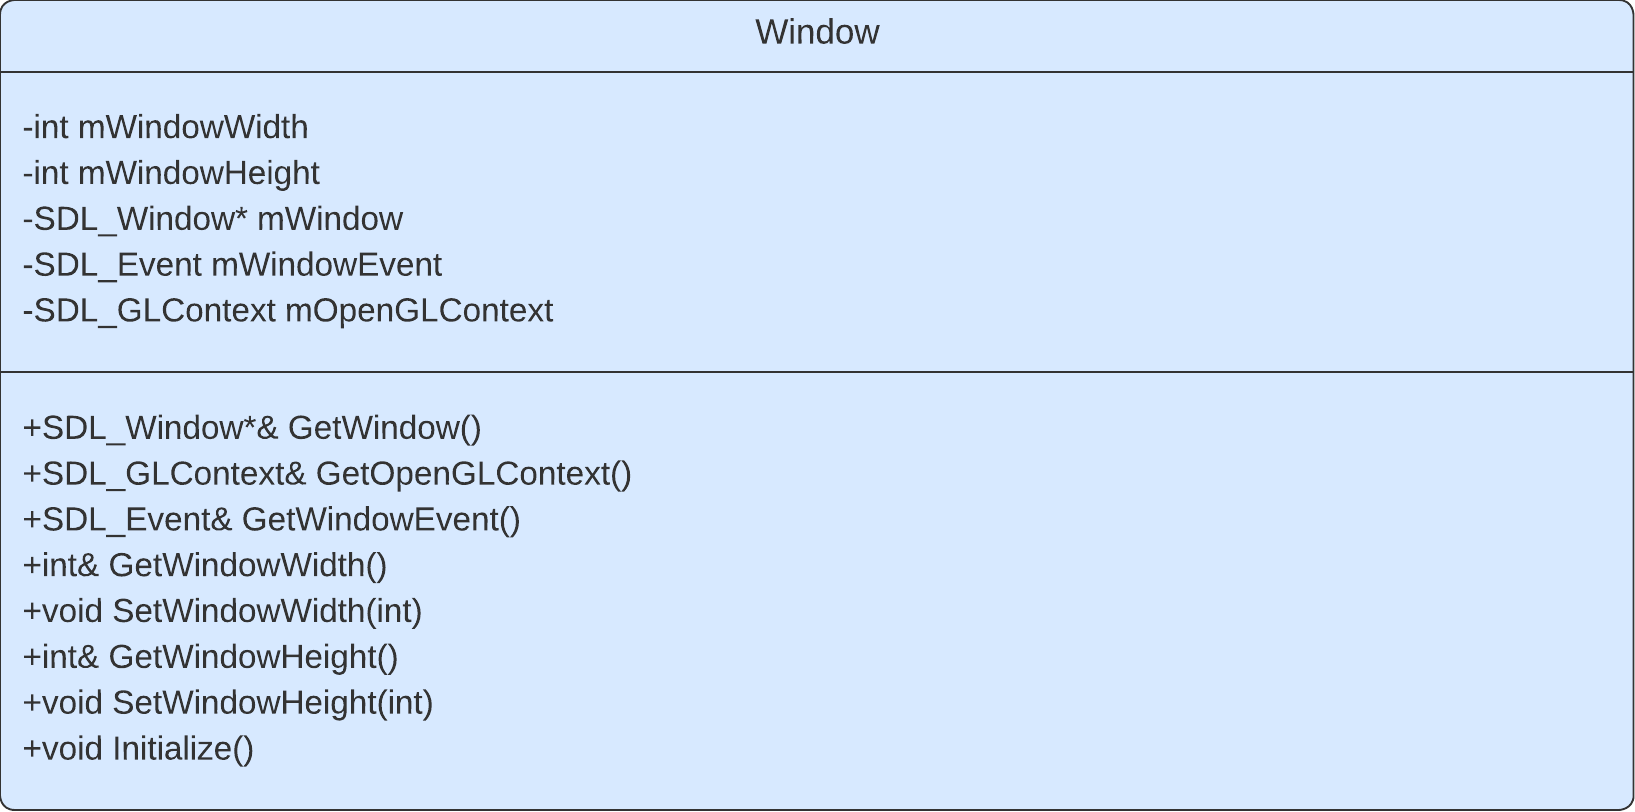 Window
-int mWindowWidth
-int mWindowHeight
-SDL_Window* mWindow
-SDL_Event mWindowEvent
-SDL_GLContext mOpenGLContext
+SDL_Window*& GetWindow()
+SDL_GLContext& GetOpenGLContext()
+SDL_Event& GetWindowEvent()
+int& GetWindowWidth()
+void SetWindowWidth(int)
+int& GetWindowHeight()
+void SetWindowHeight(int)
+void Initialize()